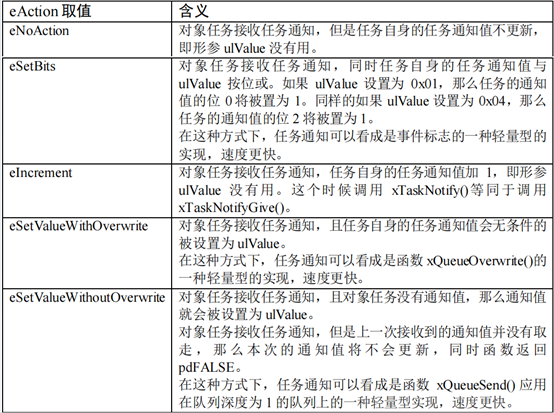 eAction 取值 含义
eNoAction 对象任务接收任务通知，但是任务自身的任务通知值不更新，
即形参 ulValue 没有用。
eSetBits 对象任务接收任务通知，同时任务自身的任务通知值与
ulValue 按位或。如果 ulValue 设置为 0x01，那么任务的通知
值的位 0 将被置为 1。同样的如果 ulValue 设置为 0x04，那么
任务的通知值的位 2 将被置为 1。
在这种方式下，任务通知可以看成是事件标志的一种轻量型的
实现，速度更快。
eIncrement 对象任务接收任务通知，任务自身的任务通知值加 1，即形参
ulValue 没有用。这个时候调用 xTaskNotify()等同于调用
xTaskNotifyGive()。
eSetValueWithOverwrite 对象任务接收任务通知，且任务自身的任务通知值会无条件的
被设置为 ulValue。
在这种方式下，任务通知可以看成是函数 xQueueOverwrite()的
一种轻量型的实现，速度更快。
eSetValueWithoutOverwrite 对象任务接收任务通知，且对象任务没有通知值，那么通知值
就会被设置为 ulValue。
对象任务接收任务通知，但是上一次接收到的通知值并没有取
走，那么本次的通知值将不会更新，同时函数返回
pdFALSE。
在这种方式下，任务通知可以看成是函数 xQueueSend() 应用
在队列深度为 1 的队列上的一种轻量型实现，速度更快。